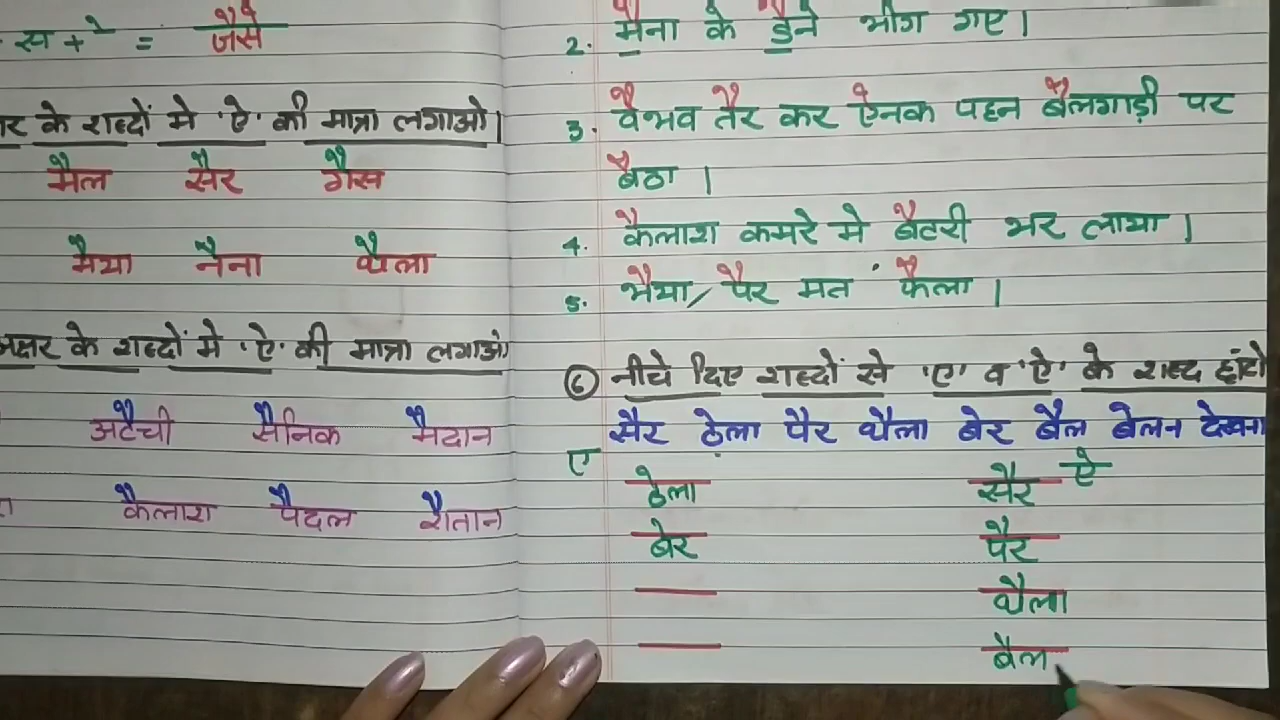 स + ै = जैसे
के शब्दों मे 'ऐ' की मात्रा लगाओ।
मैल सैर गैस
मैया नैना थैला
के शब्दों मे 'ऐ' की मात्रा लगाओ
अटैची सैनिक मैदान
कैलाश पैदल शैतान
2. मैना के डैने भीग गए।
3. वैभव तैर कर ऐनक पहन बैलगाड़ी पर
बैठा।
4. कैलाश कमरे मे बैटरी भर लाया।
5. भैया, पैर मत फैला।
6 नीचे दिए शब्दों से 'ए' व 'ऐ' के शब्द छांटो
सैर ठेला पैर थैला बेर बैल बेलन देखना
ए ऐ
ठेला सैर
बेर पैर
थैला
बैल